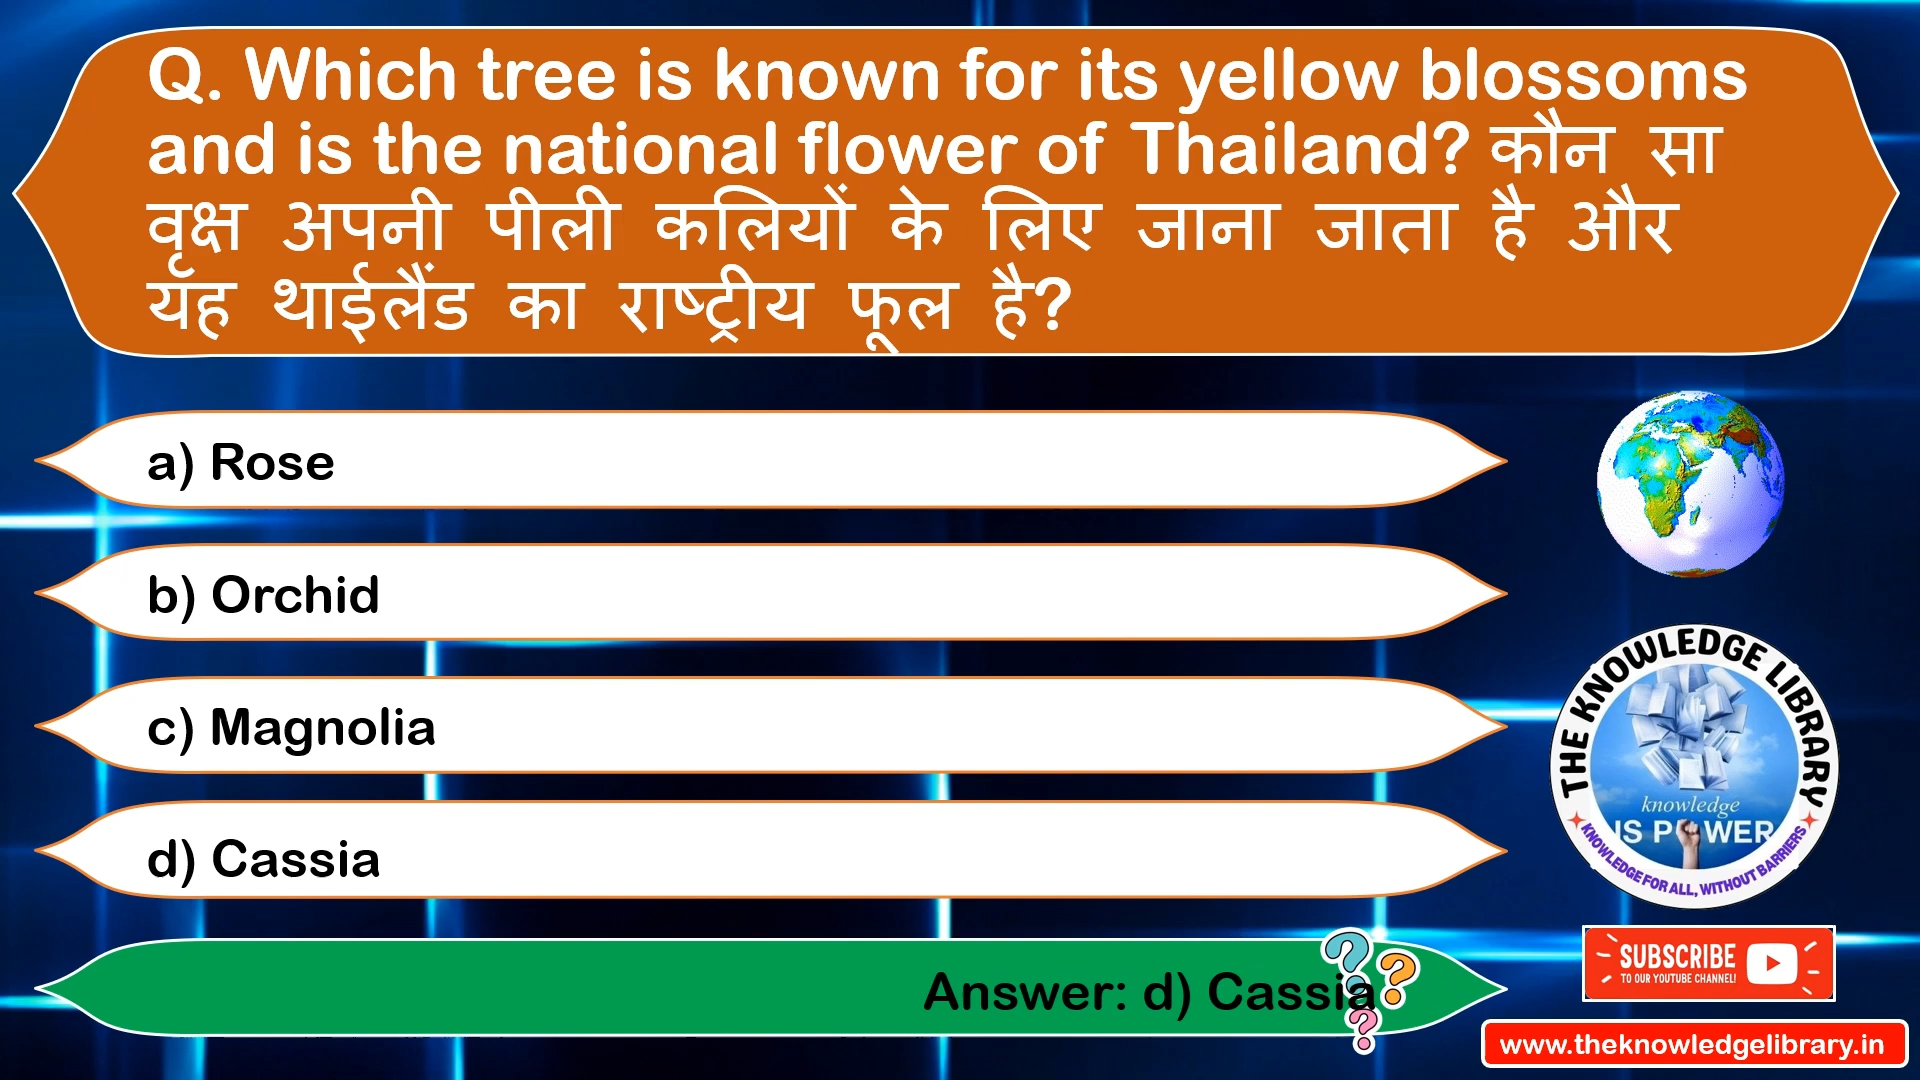 Q. Which tree is known for its yellow blossoms
and is the national flower of Thailand? कौन सा
वृक्ष अपनी पीली कलियों के लिए जाना जाता है और
यह थाईलैंड का राष्ट्रीय फूल है?
a) Rose
b) Orchid
c) Magnolia
d) Cassia
Answer: d) Cassia
THE KNOWLEDGE LIBRARY
knowledge
IS POWER
KNOWLEDGE FOR ALL, WITHOUT BARRIERS
SUBSCRIBE
TO OUR YOUTUBE CHANNEL!
www.theknowledgelibrary.in